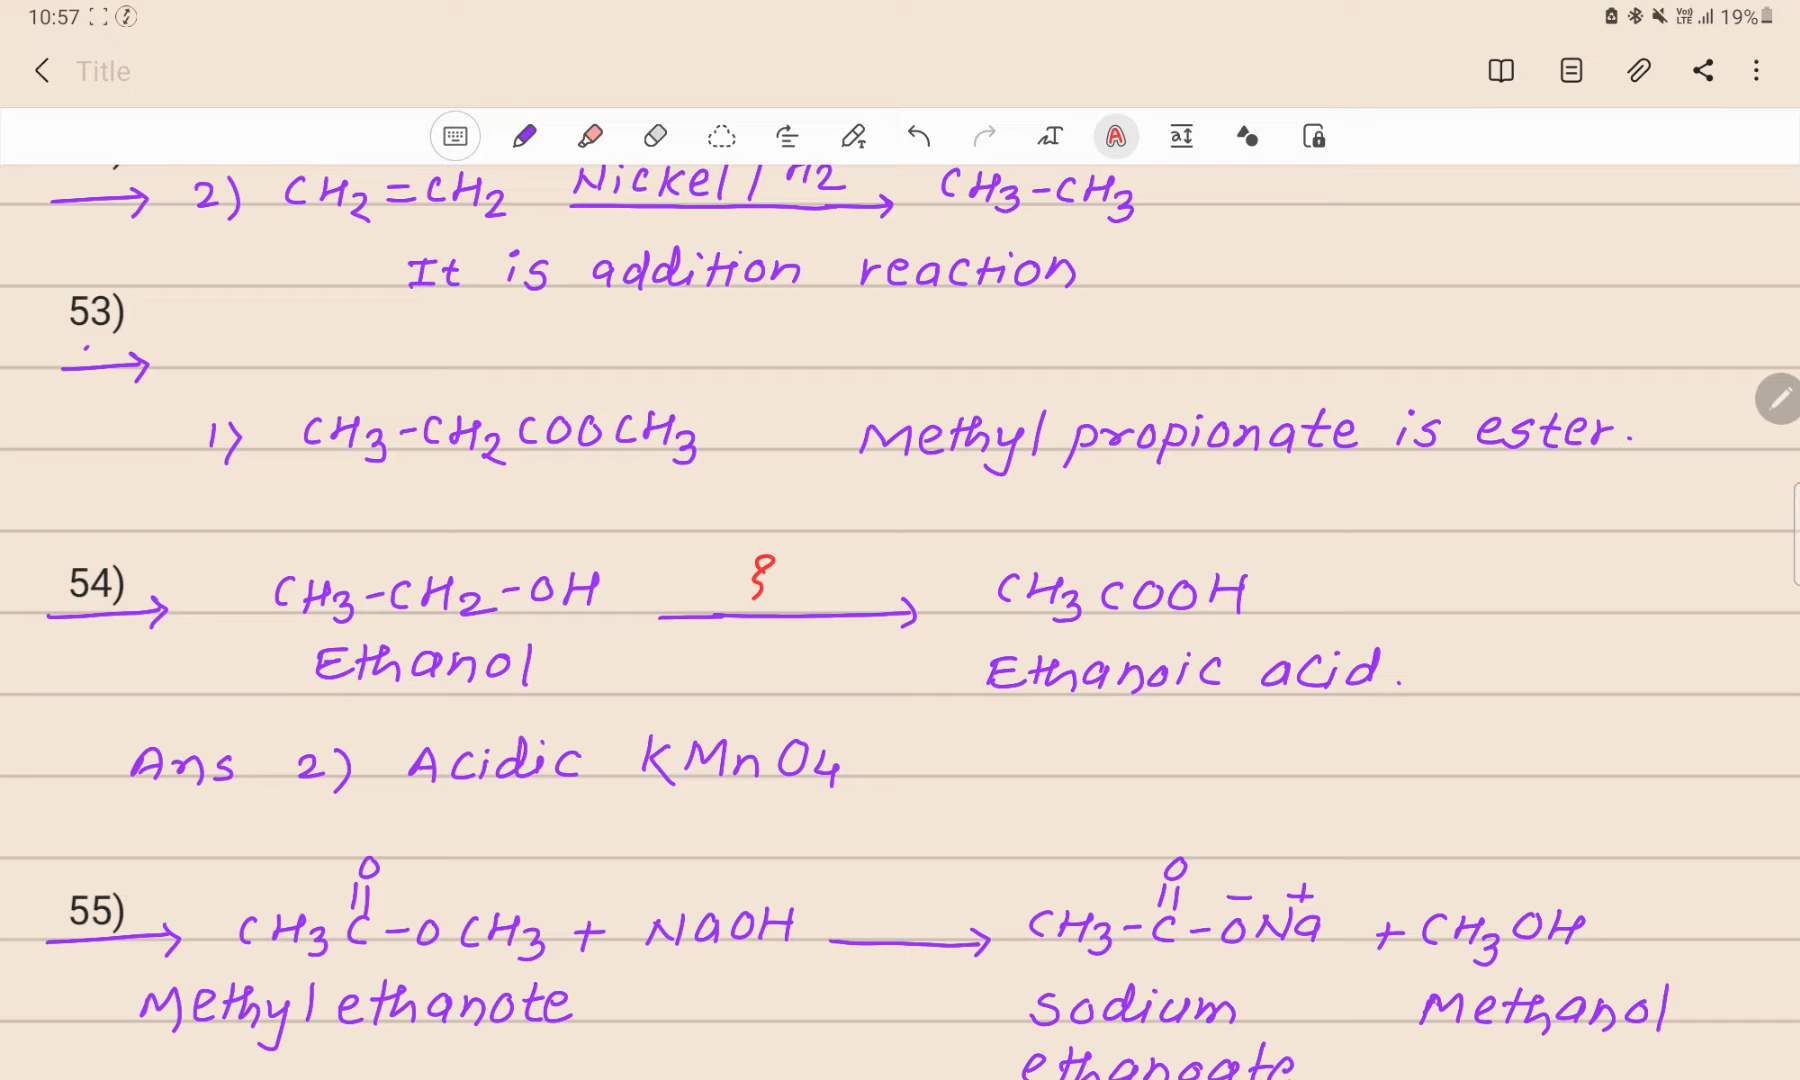 10:57 19%
Title
2) CH2=CH2 Nickel / H2 CH3-CH3
It is addition reaction
53)
1) CH3-CH2COOCH3 Methyl propionate is ester.
54) CH3-CH2-OH CH3COOH
Ethanol Ethanoic acid.
Ans 2) Acidic KMnO4
O O
55) CH3C-OCH3 + NaOH CH3-C-O⁻Na⁺ + CH3OH
Methyl ethanote sodium Methanol
ethanoate